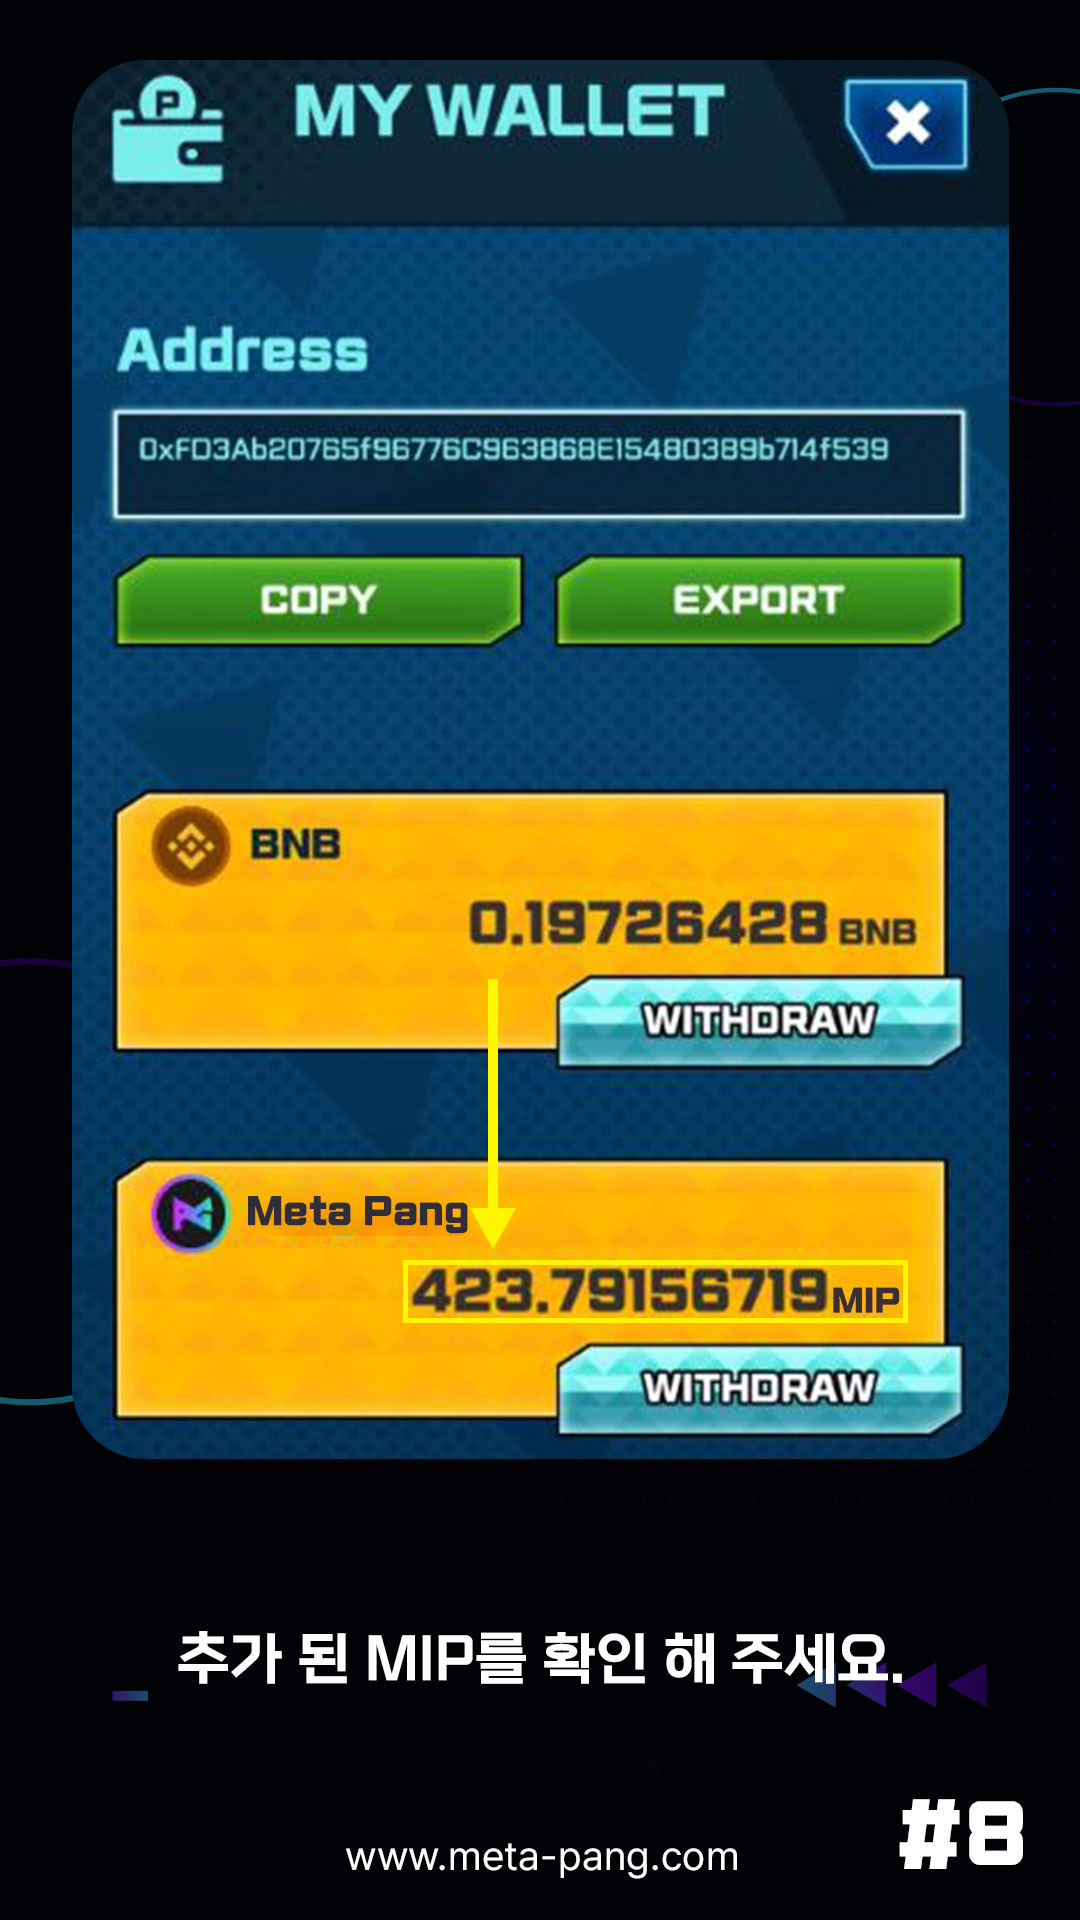 MY WALLET
Address
0xFD3Ab20765f96776C963868E15480389b714f539
COPY
EXPORT
BNB
0.19726428 BNB
WITHDRAW
Meta Pang
423.79156719 MIP
WITHDRAW
추가 된 MIP를 확인 해 주세요.
#8
www.meta-pang.com